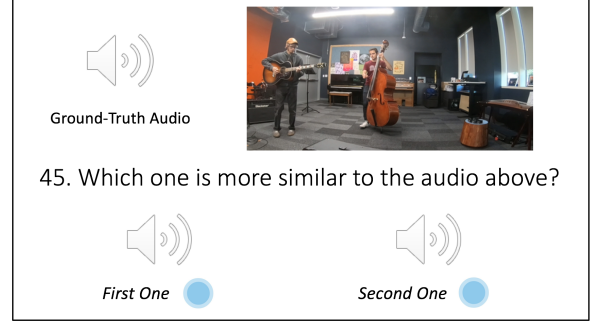 Ground-Truth Audio
45. Which one is more similar to the audio above?
First One
Second One